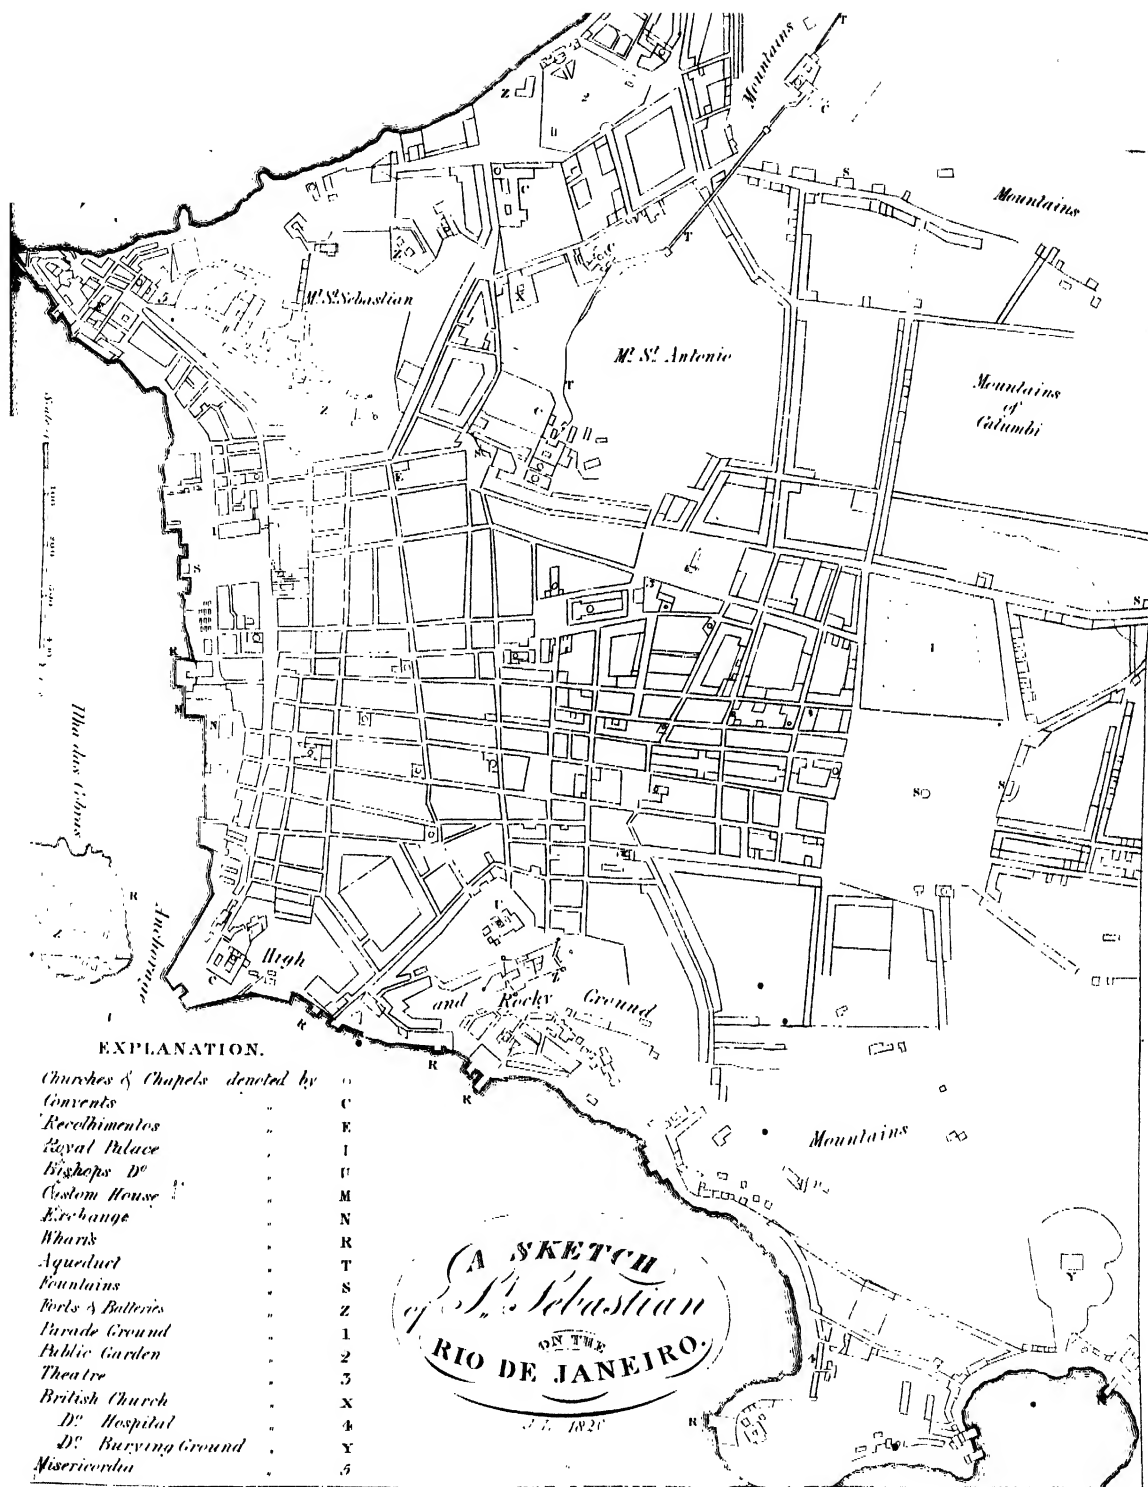 Mountains
Mountains
Mt. St. Sebastian
Mt. St. Antonio
Mountains
of
Catumbi
Ilha das Cobras
Anchorage
High
and Rocky Ground
Mountains
EXPLANATION.
Churches & Chapels denoted by O
Convents " C
Recolhimentos " E
Royal Palace " I
Bishops Do " U
Custom House " M
Exchange " N
Wharfs " R
Aqueduct " T
Fountains " S
Forts & Batteries " Z
Parade Ground " 1
Public Garden " 2
Theatre " 3
British Church " X
Do. Hospital " 4
Do. Burying Ground " Y
Misericordia " 5
A SKETCH
of St. Sebastian
ON THE
RIO DE JANEIRO.